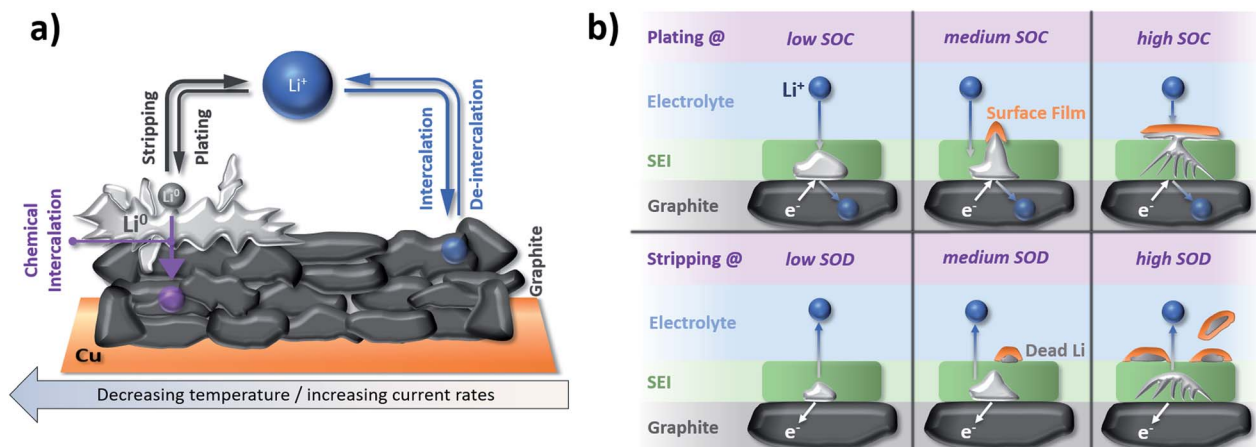 a)
Li⁺
Stripping
Plating
Intercalation
De-intercalation
Li⁰
Li⁰
Chemical
Intercalation
Graphite
Cu
Decreasing temperature / increasing current rates
b)
Plating @ low SOC medium SOC high SOC
Electrolyte
Li⁺
Surface Film
SEI
Graphite
e⁻ e⁻ e⁻
Stripping @ low SOD medium SOD high SOD
Electrolyte
Dead Li
SEI
Graphite
e⁻ e⁻ e⁻